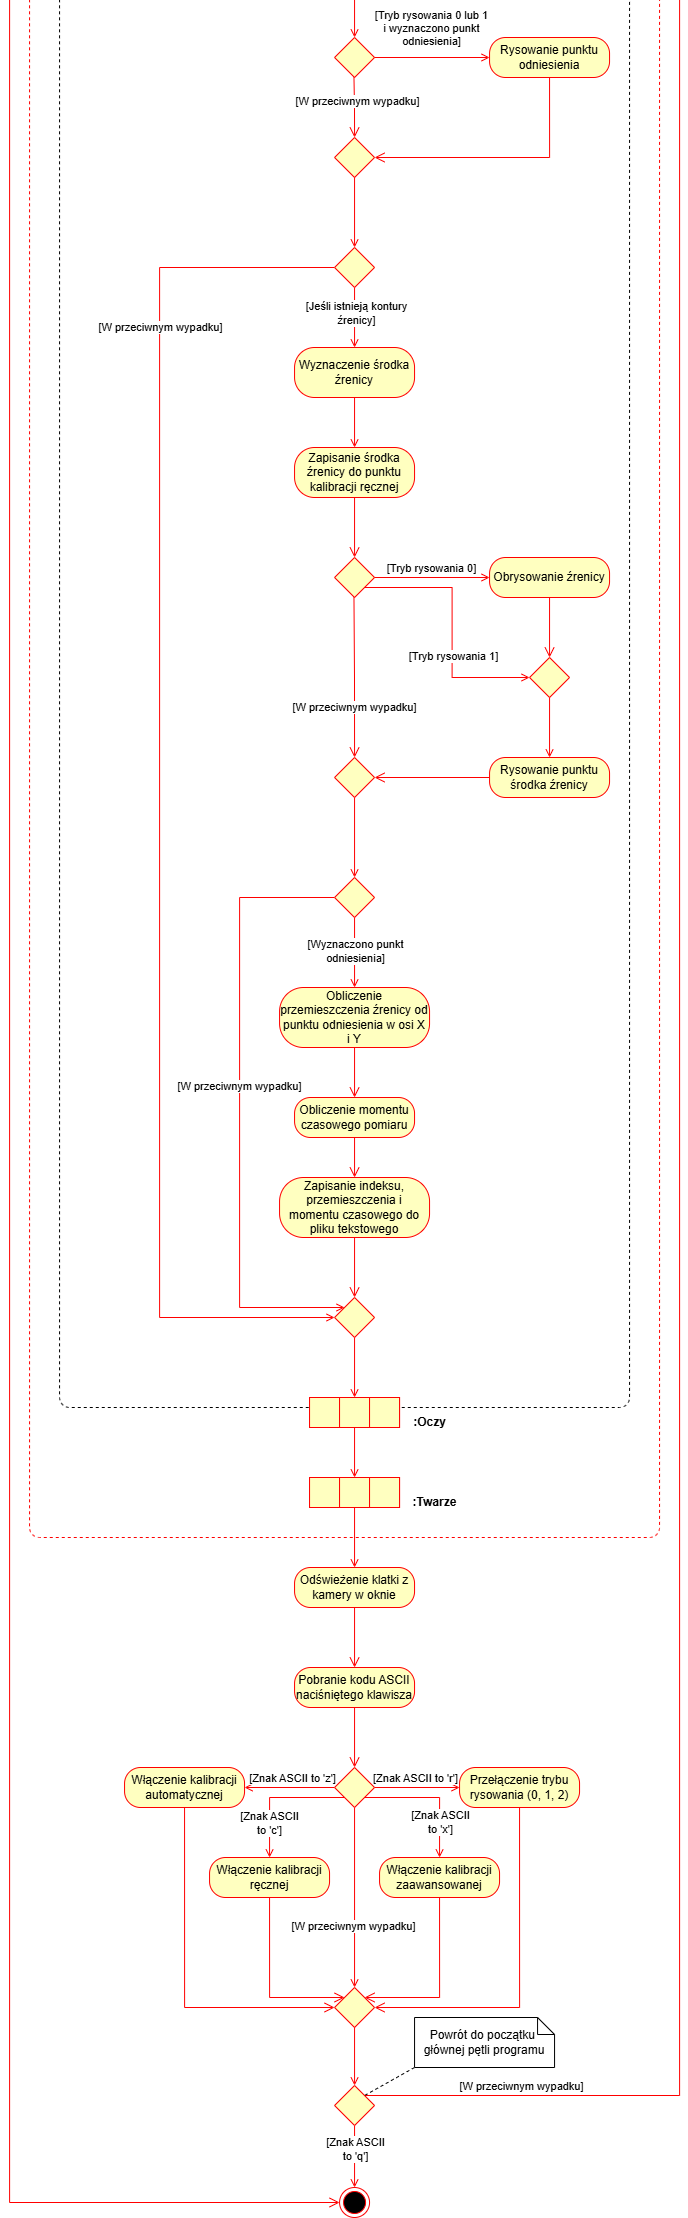 [Tryb rysowania 0 lub 1
i wyznaczono punkt
odniesienia]
Rysowanie punktu
odniesienia
[W przeciwnym wypadku]
[Jeśli istnieją kontury
źrenicy]
[W przeciwnym wypadku]
Wyznaczenie środka
źrenicy
Zapisanie środka
źrenicy do punktu
kalibracji ręcznej
[Tryb rysowania 0]
Obrysowanie źrenicy
[Tryb rysowania 1]
[W przeciwnym wypadku]
Rysowanie punktu
środka źrenicy
[Wyznaczono punkt
odniesienia]
Obliczenie
przemieszczenia źrenicy od
punktu odniesienia w osi X
i Y
[W przeciwnym wypadku]
Obliczenie momentu
czasowego pomiaru
Zapisanie indeksu,
przemieszczenia i
momentu czasowego do
pliku tekstowego
:Oczy
:Twarze
Odświeżenie klatki z
kamery w oknie
Pobranie kodu ASCII
naciśniętego klawisza
Włączenie kalibracji
automatycznej
[Znak ASCII to 'z']
[Znak ASCII to 'r']
Przełączenie trybu
rysowania (0, 1, 2)
[Znak ASCII
to 'c']
[Znak ASCII
to 'x']
Włączenie kalibracji
ręcznej
Włączenie kalibracji
zaawansowanej
[W przeciwnym wypadku]
Powrót do początku
głównej pętli programu
[W przeciwnym wypadku]
[Znak ASCII
to 'q']